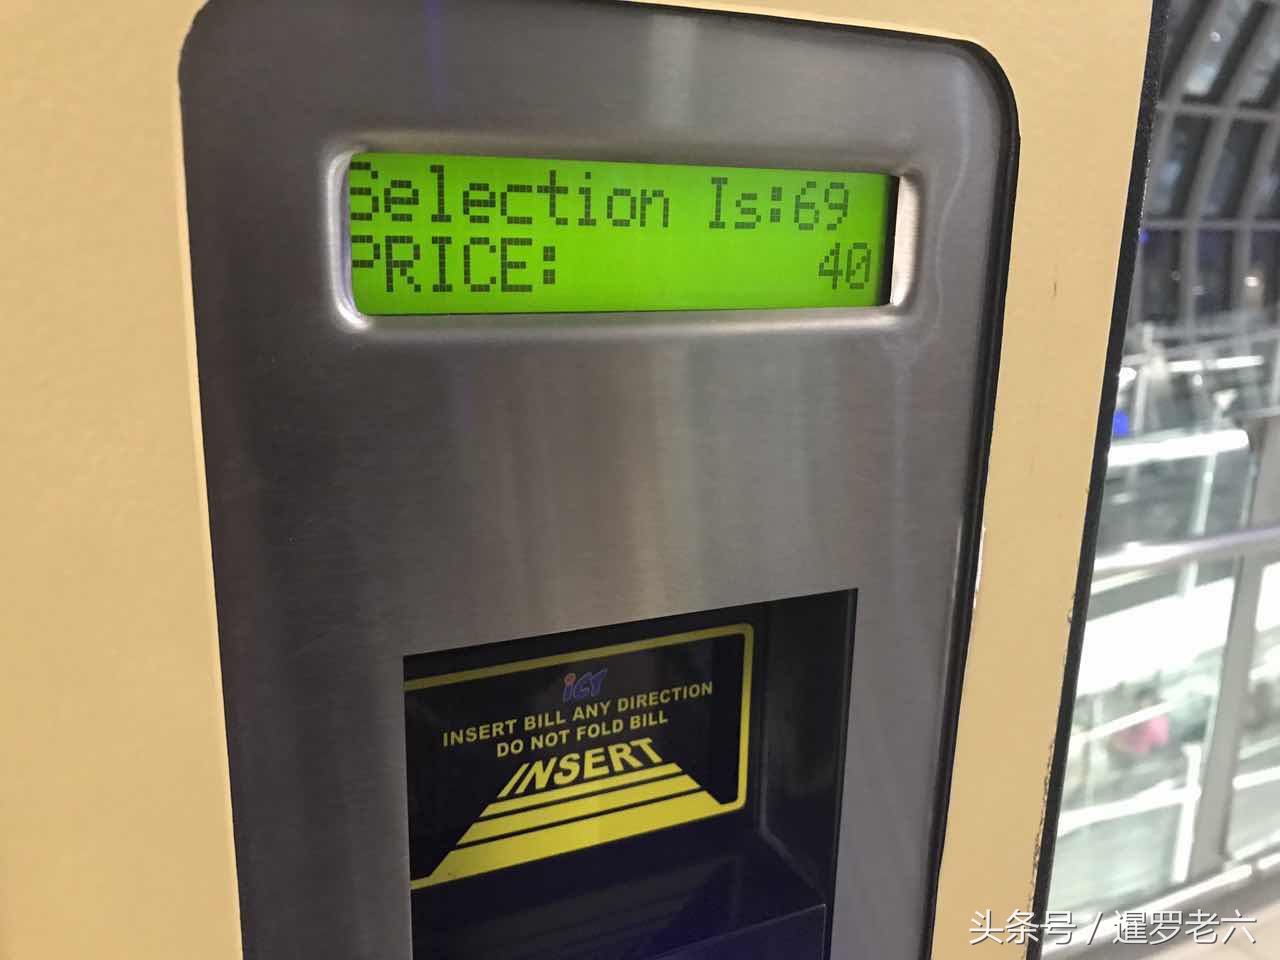 Selection Is:69
PRICE: 40
iCT
INSERT BILL ANY DIRECTION
DO NOT FOLD BILL
INSERT
头条号 / 暹罗老六